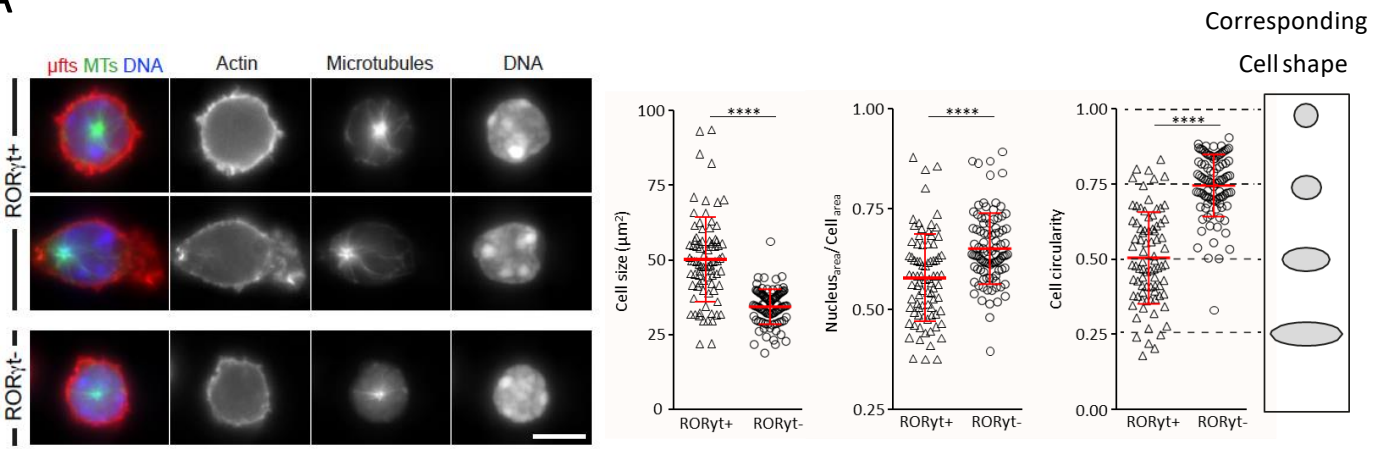 A
Corresponding
Cell shape
µfts MTs DNA
Actin
Microtubules
DNA
RORγt+
RORγt-
Cell size (µm²)
100
75
50
25
0
****
RORγt+ RORγt-
Nucleusarea/ Cellarea
1.00
0.75
0.50
0.25
****
RORγt+ RORγt-
Cell circularity
1.00
0.75
0.50
0.25
0.00
****
RORγt+ RORγt-